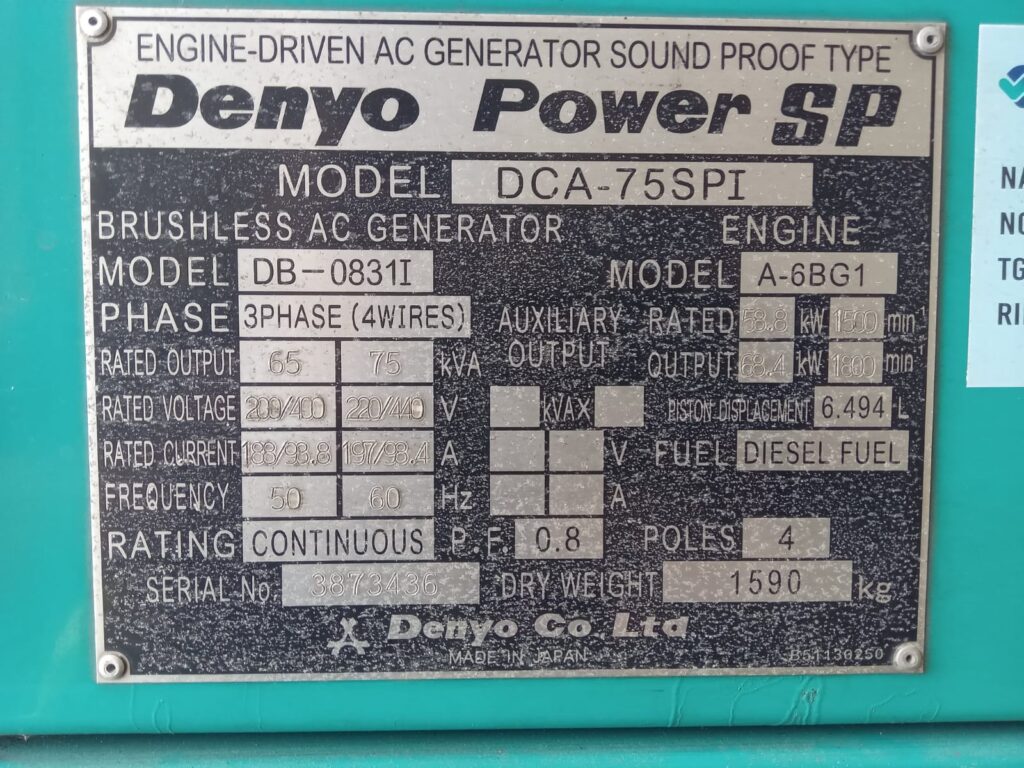 ENGINE-DRIVEN AC GENERATOR SOUND PROOF TYPE
Denyo Power SP
MODEL DCA-75SPI
BRUSHLESS AC GENERATOR
MODEL DB-0831I
PHASE 3PHASE (4WIRES)
RATED OUTPUT 65 75 kVA
RATED VOLTAGE 200/400 220/440 V
RATED CURRENT 188/93.8 197/98.4 A
FREQUENCY 50 60 Hz
RATING CONTINUOUS P.F. 0.8
AUXILIARY
OUTPUT
kVAX
V
A
ENGINE
MODEL A-6BG1
RATED 58.8 kW 1500 min-1
OUTPUT 68.4 kW 1800 min-1
PISTON DISPLACEMENT 6.494 L
FUEL DIESEL FUEL
POLES 4
SERIAL No. 3873436 DRY WEIGHT 1590 kg
Denyo Co. Ltd
MADE IN JAPAN
B51130250
NA
NO
TG